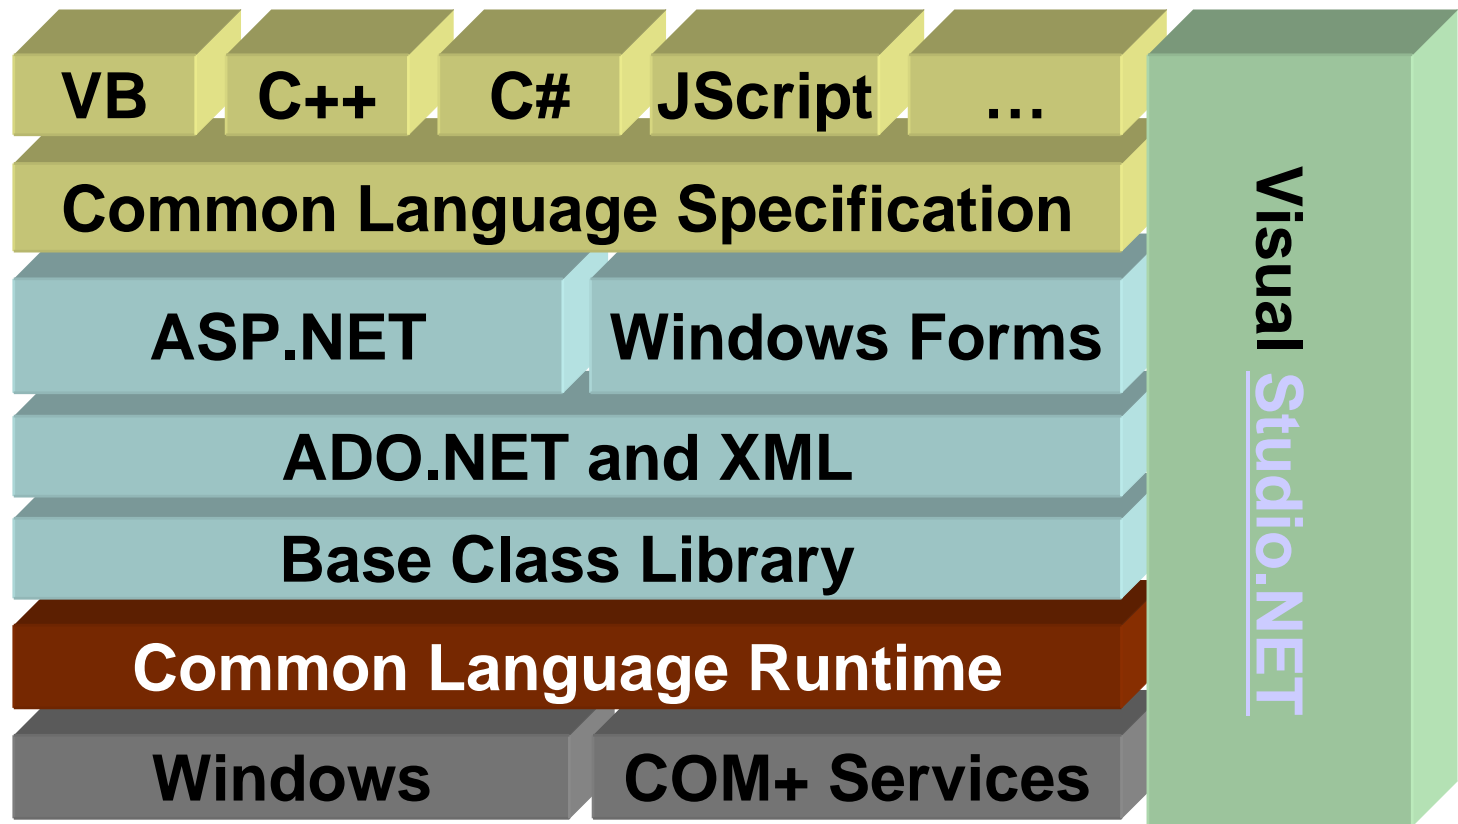 VB
C++
C#
JScript
…
Common Language Specification
ASP.NET
Windows Forms
ADO.NET and XML
Base Class Library
Common Language Runtime
Windows
COM+ Services
Visual Studio.NET